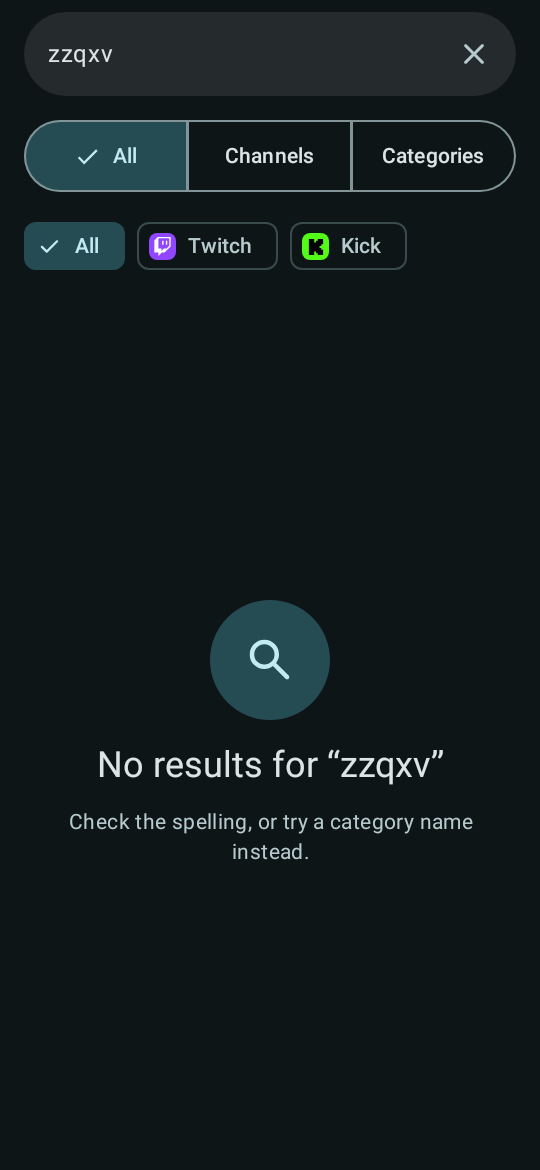 zzqxv
All
Channels
Categories
All
Twitch
Kick
No results for “zzqxv”
Check the spelling, or try a category name
instead.